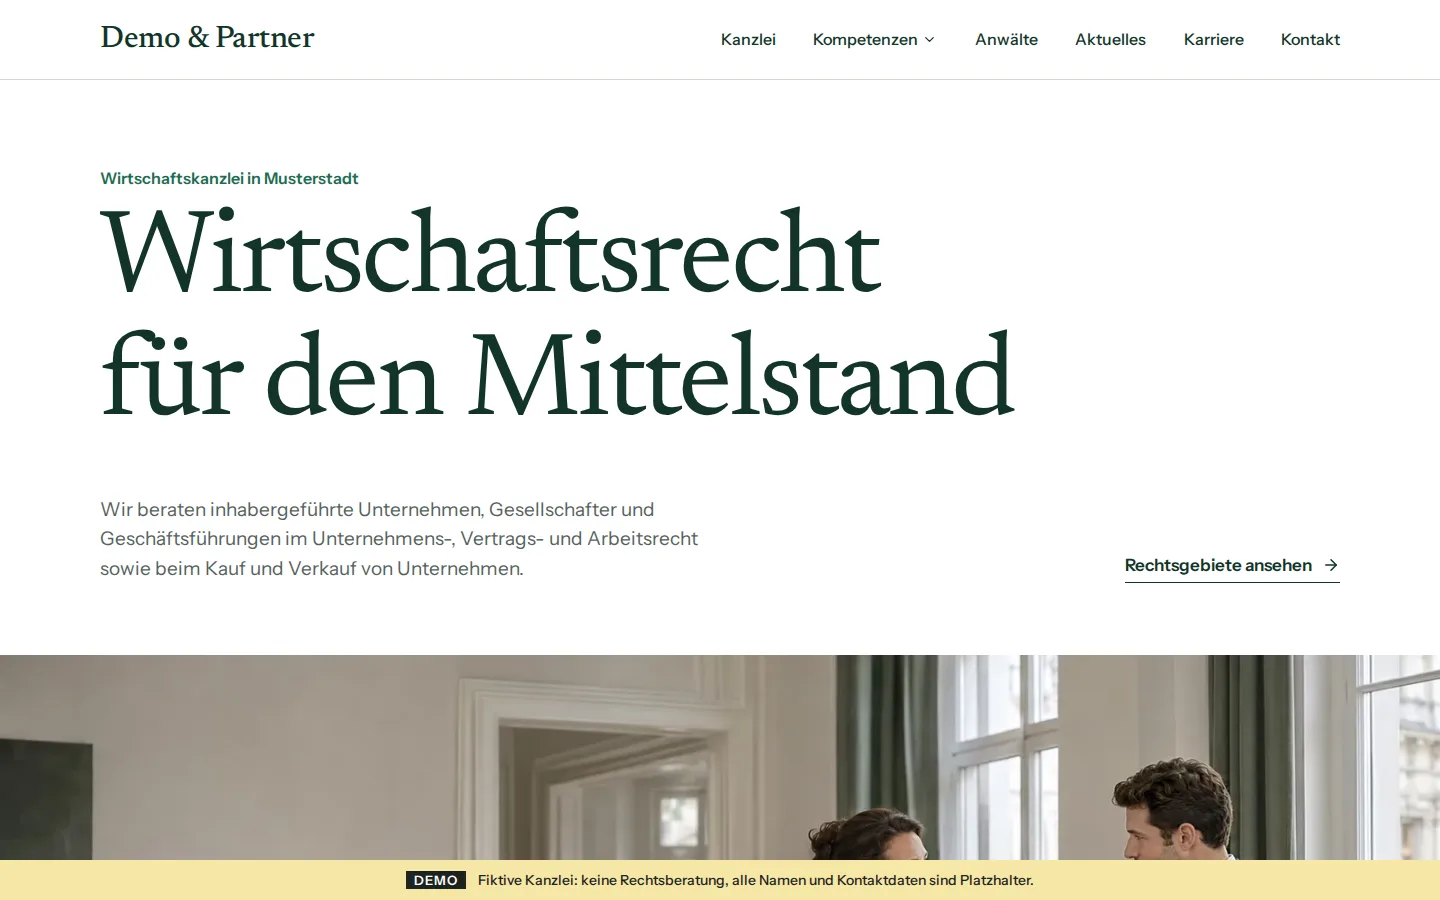 Demo & Partner
Kanzlei
Kompetenzen
Anwälte
Aktuelles
Karriere
Kontakt
Wirtschaftskanzlei in Musterstadt
Wirtschaftsrecht
für den Mittelstand
Wir beraten inhabergeführte Unternehmen, Gesellschafter und
Geschäftsführungen im Unternehmens-, Vertrags- und Arbeitsrecht
sowie beim Kauf und Verkauf von Unternehmen.
Rechtsgebiete ansehen →
DEMO Fiktive Kanzlei: keine Rechtsberatung, alle Namen und Kontaktdaten sind Platzhalter.